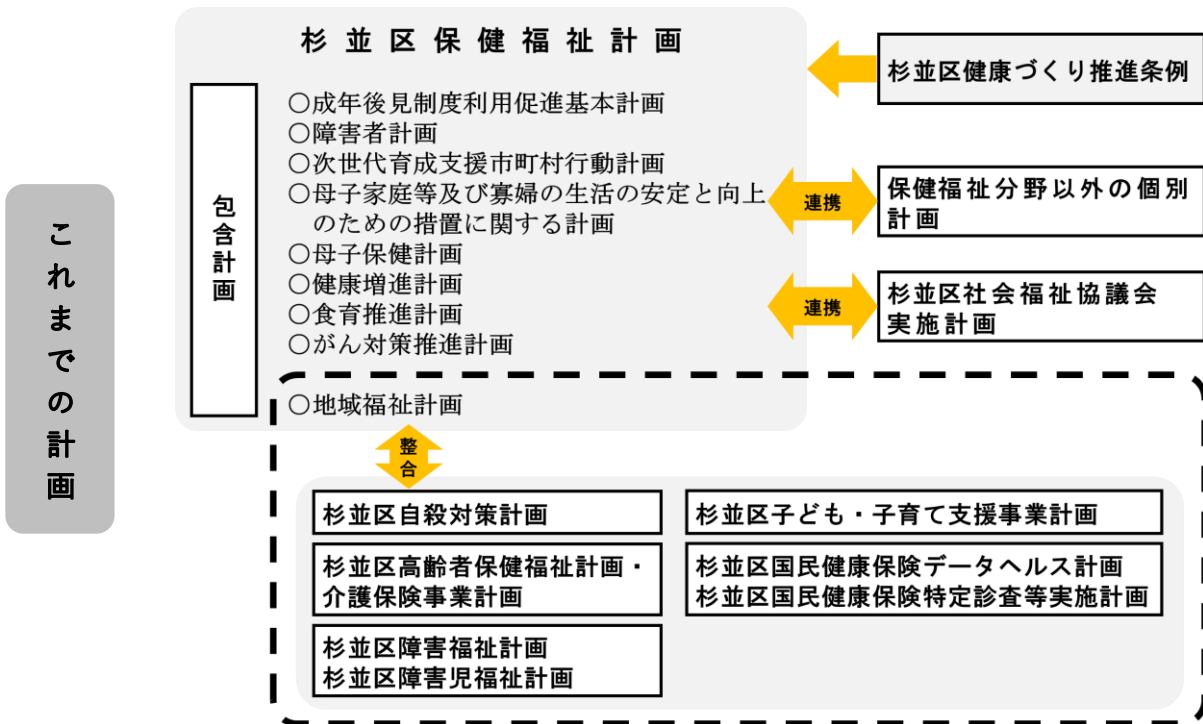 これまでの計画
杉並区保健福祉計画
包含計画
○成年後見制度利用促進基本計画
○障害者計画
○次世代育成支援市町村行動計画
○母子家庭等及び寡婦の生活の安定と向上
のための措置に関する計画
○母子保健計画
○健康増進計画
○食育推進計画
○がん対策推進計画
○地域福祉計画
杉並区健康づくり推進条例
連携
保健福祉分野以外の個別
計画
連携
杉並区社会福祉協議会
実施計画
整合
杉並区自殺対策計画
杉並区高齢者保健福祉計画・
介護保険事業計画
杉並区障害福祉計画
杉並区障害児福祉計画
杉並区子ども・子育て支援事業計画
杉並区国民健康保険データヘルス計画
杉並区国民健康保険特定診査等実施計画